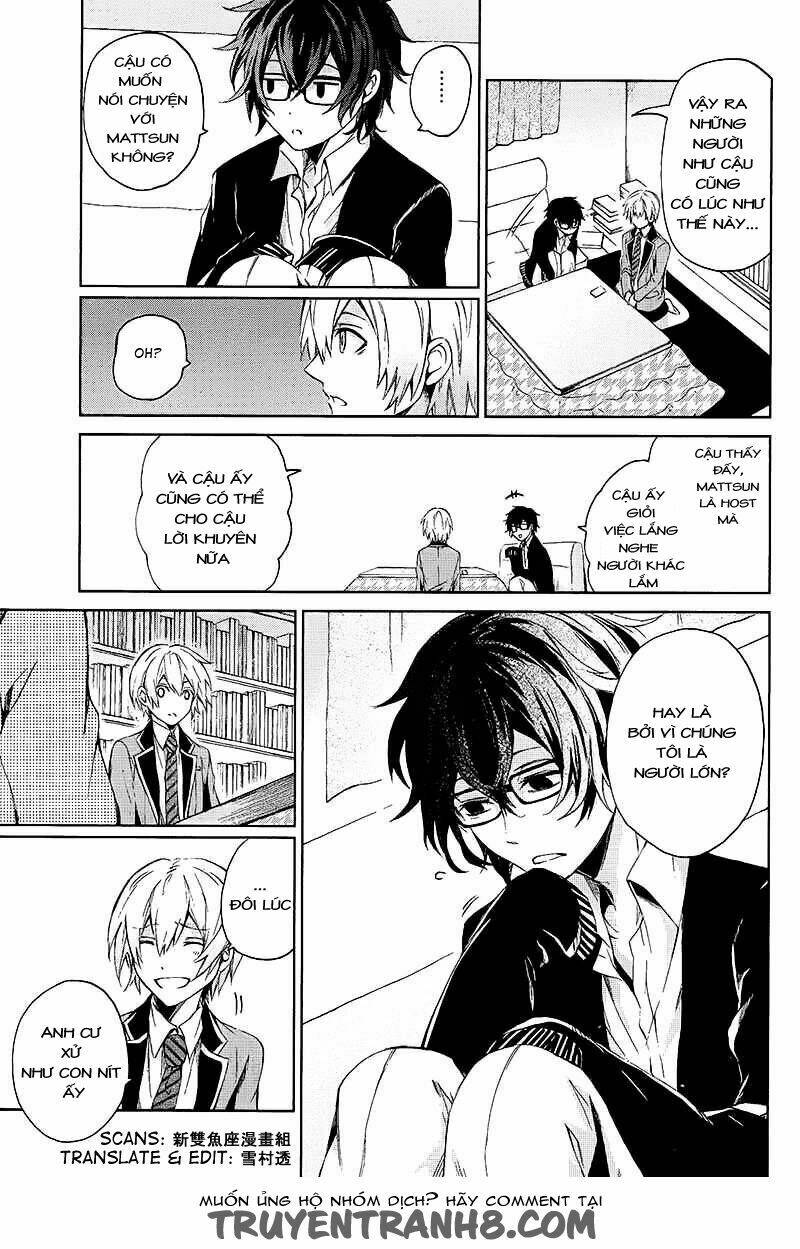 VẬY RA
NHỮNG
NGƯỜI
NHƯ CẬU
CŨNG
CÓ LÚC NHƯ
THẾ NÀY...
......
CẬU CÓ
MUỐN
NÓI CHUYỆN
VỚI
MATTSUN
KHÔNG?
OH?
CẬU THẤY
ĐẤY,
MATTSUN
LÀ HOST
MÀ
CẬU ẤY
GIỎI
VIỆC LẮNG
NGHE
NGƯỜI KHÁC
LẮM
VÀ CẬU ẤY
CŨNG CÓ THỂ
CHO CẬU
LỜI KHUYÊN
NỮA
HAY LÀ
BỞI VÌ CHÚNG
TÔI LÀ
NGƯỜI LỚN?
...
ĐÔI LÚC
ANH CƯ
XỬ
NHƯ CON NÍT
ẤY
SCANS: 新雙魚座漫畫組
TRANSLATE & EDIT: 雪村透
MUỐN ỦNG HỘ NHÓM DỊCH? HÃY COMMENT TẠI
TRUYENTRANH8.COM